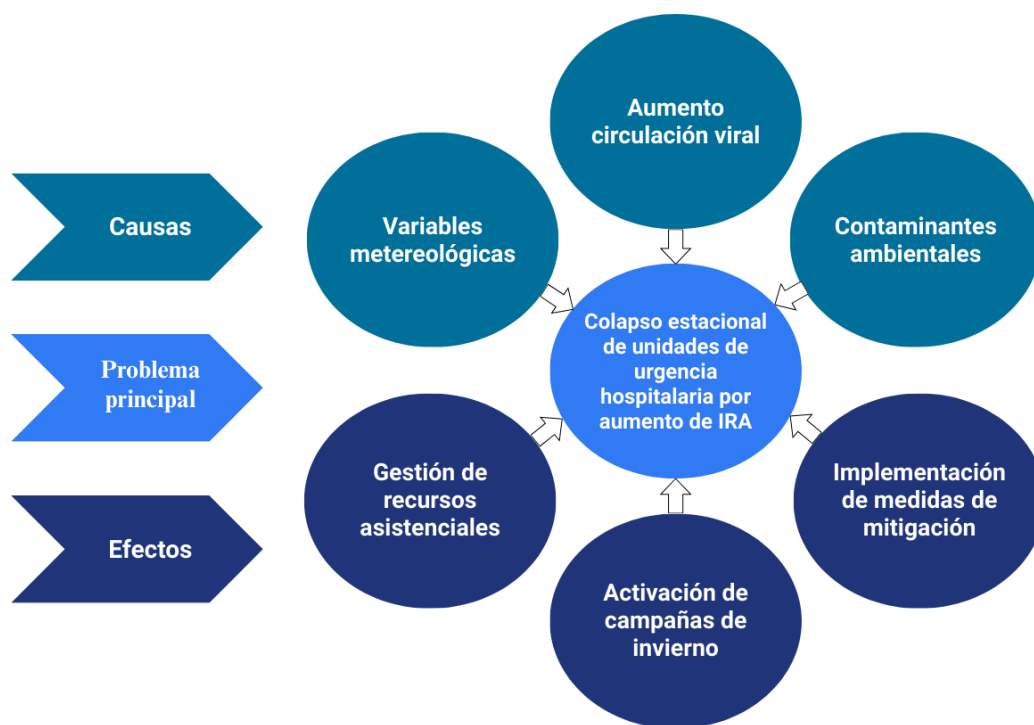 Aumento
circulación viral
Variables
metereológicas
Contaminantes
ambientales
Causas
Colapso estacional
de unidades de
urgencia
hospitalaria por
aumento de IRA
Problema
principal
Gestión de
recursos
asistenciales
Implementación
de medidas de
mitigación
Efectos
Activación de
campañas de
invierno